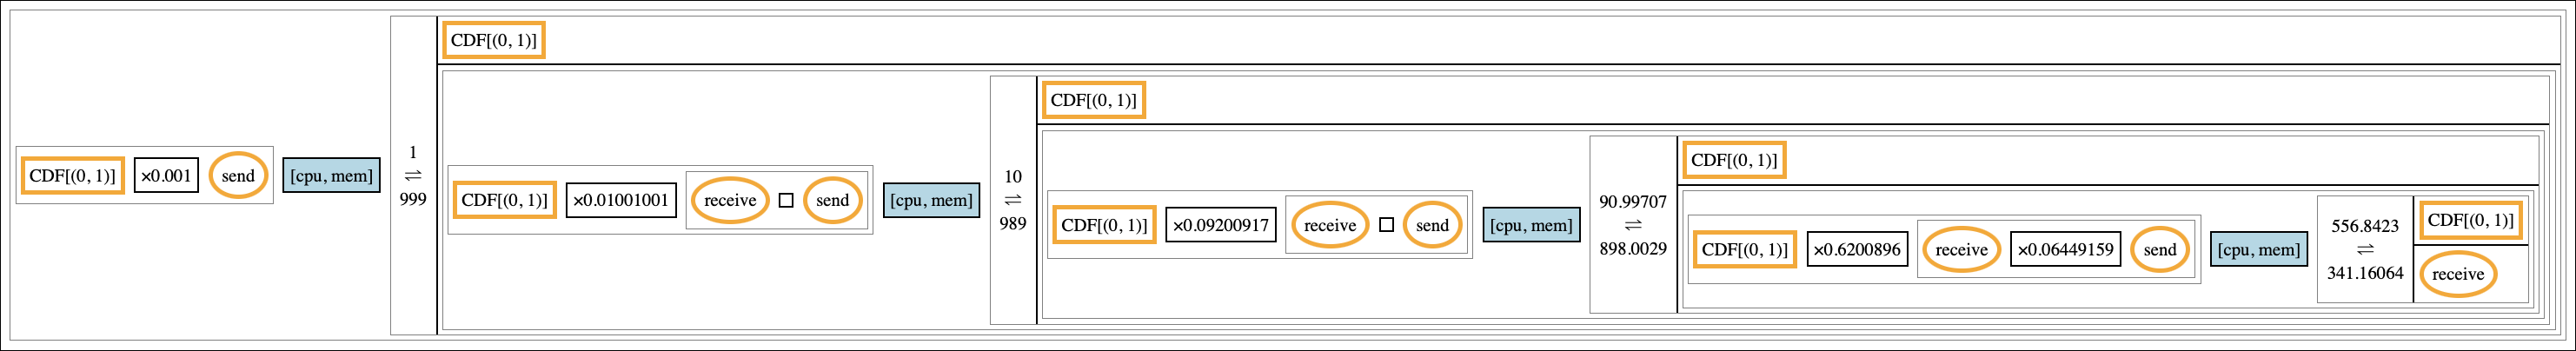 CDF[(0, 1)]
×0.001
send
[cpu, mem]
1
⇌
999
CDF[(0, 1)]
CDF[(0, 1)]
×0.01001001
receive
send
[cpu, mem]
10
⇌
989
CDF[(0, 1)]
CDF[(0, 1)]
×0.09200917
receive
send
[cpu, mem]
90.99707
⇌
898.0029
CDF[(0, 1)]
CDF[(0, 1)]
×0.6200896
receive
×0.06449159
send
[cpu, mem]
556.8423
⇌
341.16064
CDF[(0, 1)]
receive